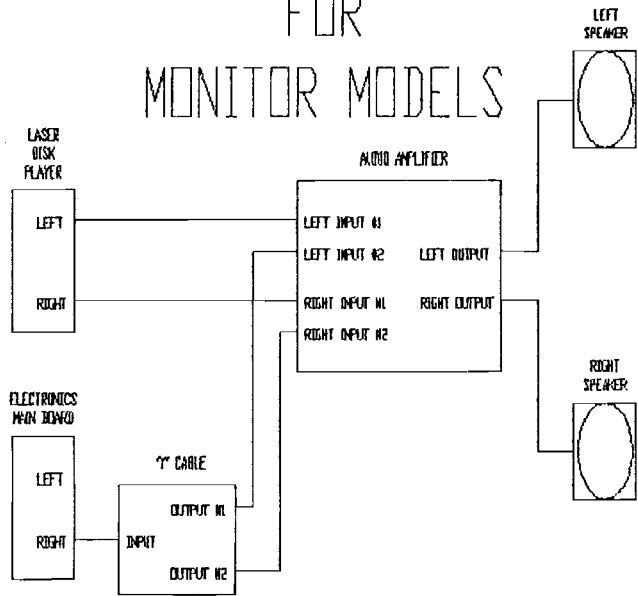 FOR
MONITOR MODELS
LEFT
SPEAKER
LASER
DISK
PLAYER
LEFT
RIGHT
AUDIO AMPLIFIER
LEFT INPUT #1
LEFT INPUT #2
RIGHT INPUT #1
RIGHT INPUT #2
LEFT OUTPUT
RIGHT OUTPUT
RIGHT
SPEAKER
ELECTRONICS
MAIN BOARD
LEFT
RIGHT
"Y" CABLE
INPUT
OUTPUT #1
OUTPUT #2